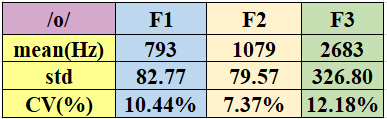 /o/ F1 F2 F3
mean(Hz) 793 1079 2683
std 82.77 79.57 326.80
CV(%) 10.44% 7.37% 12.18%